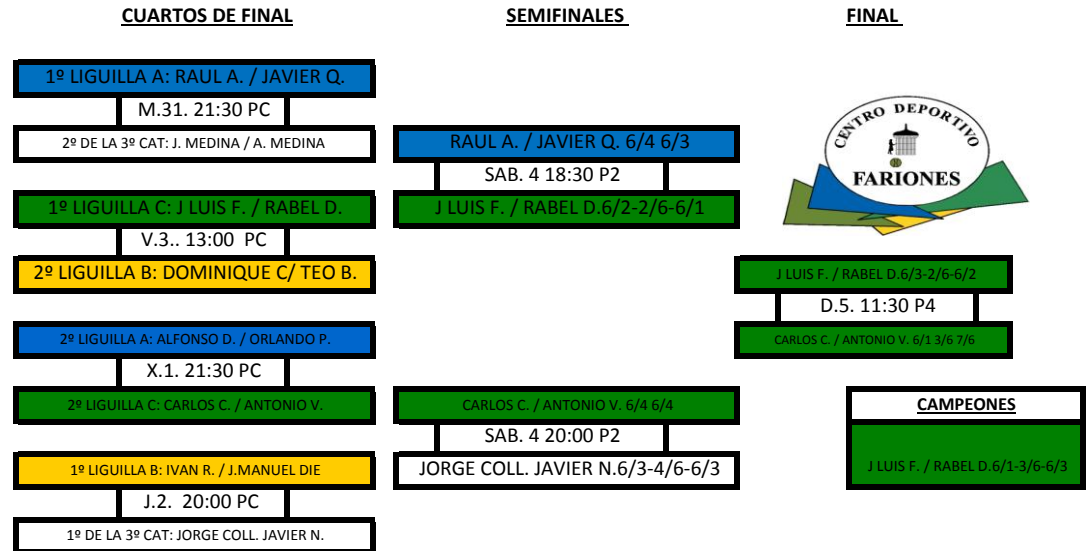 CUARTOS DE FINAL
1º LIGUILLA A: RAUL A. / JAVIER Q.
M.31. 21:30 PC
2º DE LA 3º CAT: J. MEDINA / A. MEDINA
1º LIGUILLA C: J LUIS F. / RABEL D.
V.3.. 13:00 PC
2º LIGUILLA B: DOMINIQUE C/ TEO B.
2º LIGUILLA A: ALFONSO D. / ORLANDO P.
X.1. 21:30 PC
2º LIGUILLA C: CARLOS C. / ANTONIO V.
1º LIGUILLA B: IVAN R. / J.MANUEL DIE
J.2. 20:00 PC
1º DE LA 3º CAT: JORGE COLL. JAVIER N.
SEMIFINALES
RAUL A. / JAVIER Q. 6/4 6/3
SAB. 4 18:30 P2
J LUIS F. / RABEL D.6/2-2/6-6/1
CARLOS C. / ANTONIO V. 6/4 6/4
SAB. 4 20:00 P2
JORGE COLL. JAVIER N.6/3-4/6-6/3
FINAL
CENTRO DEPORTIVO
FARIONES
J LUIS F. / RABEL D.6/3-2/6-6/2
D.5. 11:30 P4
CARLOS C. / ANTONIO V. 6/1 3/6 7/6
CAMPEONES
J LUIS F. / RABEL D.6/1-3/6-6/3